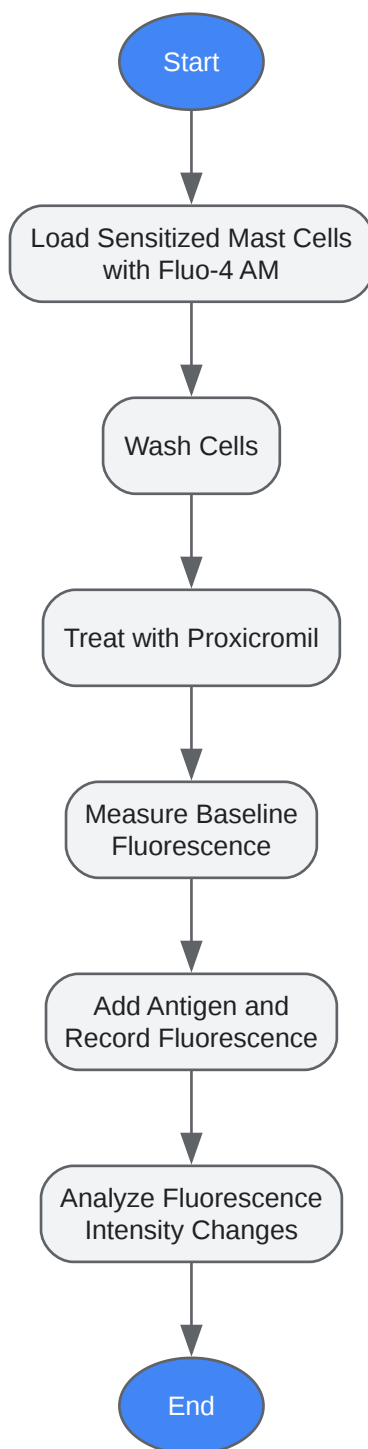 Start
Load Sensitized Mast Cells
with Fluo-4 AM
Wash Cells
Treat with Proxicromil
Measure Baseline
Fluorescence
Add Antigen and
Record Fluorescence
Analyze Fluorescence
Intensity Changes
End